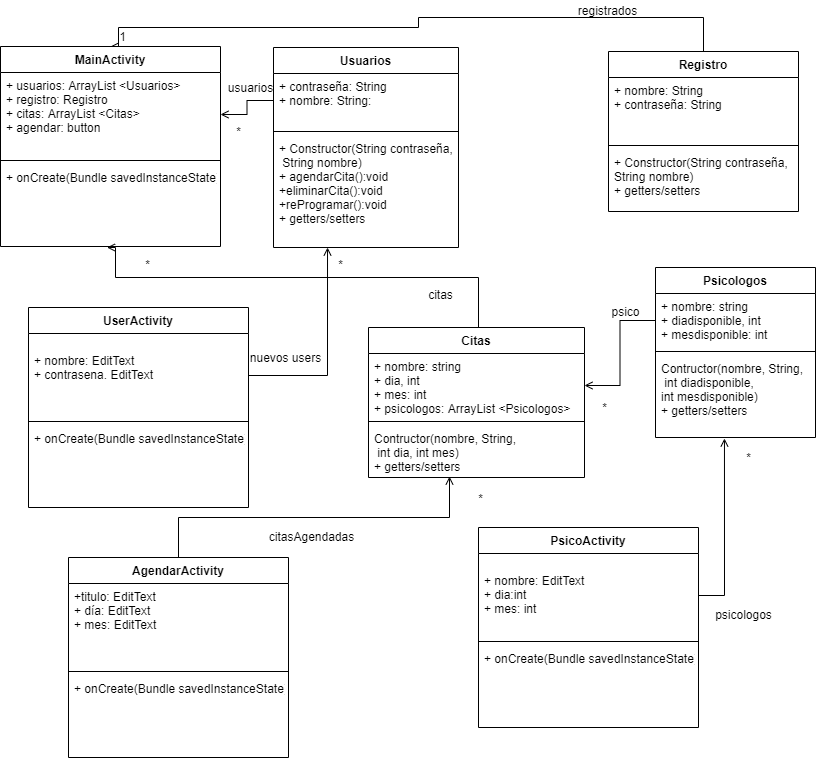 registrados
1
MainActivity
+ usuarios: ArrayList <Usuarios>
+ registro: Registro
+ citas: ArrayList <Citas>
+ agendar: button
+ onCreate(Bundle savedInstanceState
usuarios
*
Usuarios
+ contraseña: String
+ nombre: String:
+ Constructor(String contraseña,
String nombre)
+ agendarCita():void
+eliminarCita():void
+reProgramar():void
+ getters/setters
Registro
+ nombre: String
+ contraseña: String
+ Constructor(String contraseña,
String nombre)
+ getters/setters
*
*
citas
UserActivity
+ nombre: EditText
+ contrasena. EditText
+ onCreate(Bundle savedInstanceState
nuevos users
Citas
+ nombre: string
+ dia, int
+ mes: int
+ psicologos: ArrayList <Psicologos>
Contructor(nombre, String,
int dia, int mes)
+ getters/setters
psico
*
Psicologos
+ nombre: string
+ diadisponible, int
+ mesdisponible: int
Contructor(nombre, String,
int diadisponible,
int mesdisponible)
+ getters/setters
*
*
citasAgendadas
AgendarActivity
+titulo: EditText
+ día: EditText
+ mes: EditText
+ onCreate(Bundle savedInstanceState
PsicoActivity
+ nombre: EditText
+ dia:int
+ mes: int
+ onCreate(Bundle savedInstanceState
psicologos